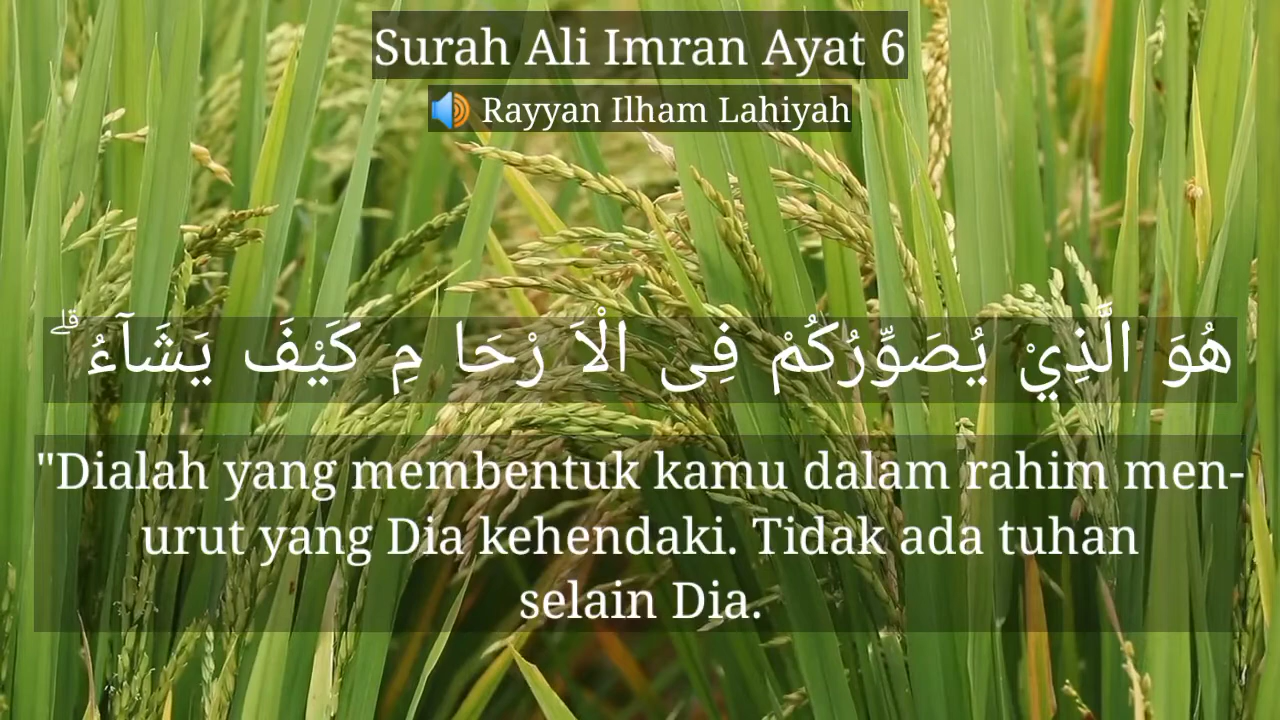 Surah Ali Imran Ayat 6
🔊 Rayyan Ilham Lahiyah
هُوَ الَّذِيْ يُصَوِّرُكُمْ فِى الْاَ رْحَا مِ كَيْفَ يَشَآءُ ۗ
"Dialah yang membentuk kamu dalam rahim men-
urut yang Dia kehendaki. Tidak ada tuhan
selain Dia.